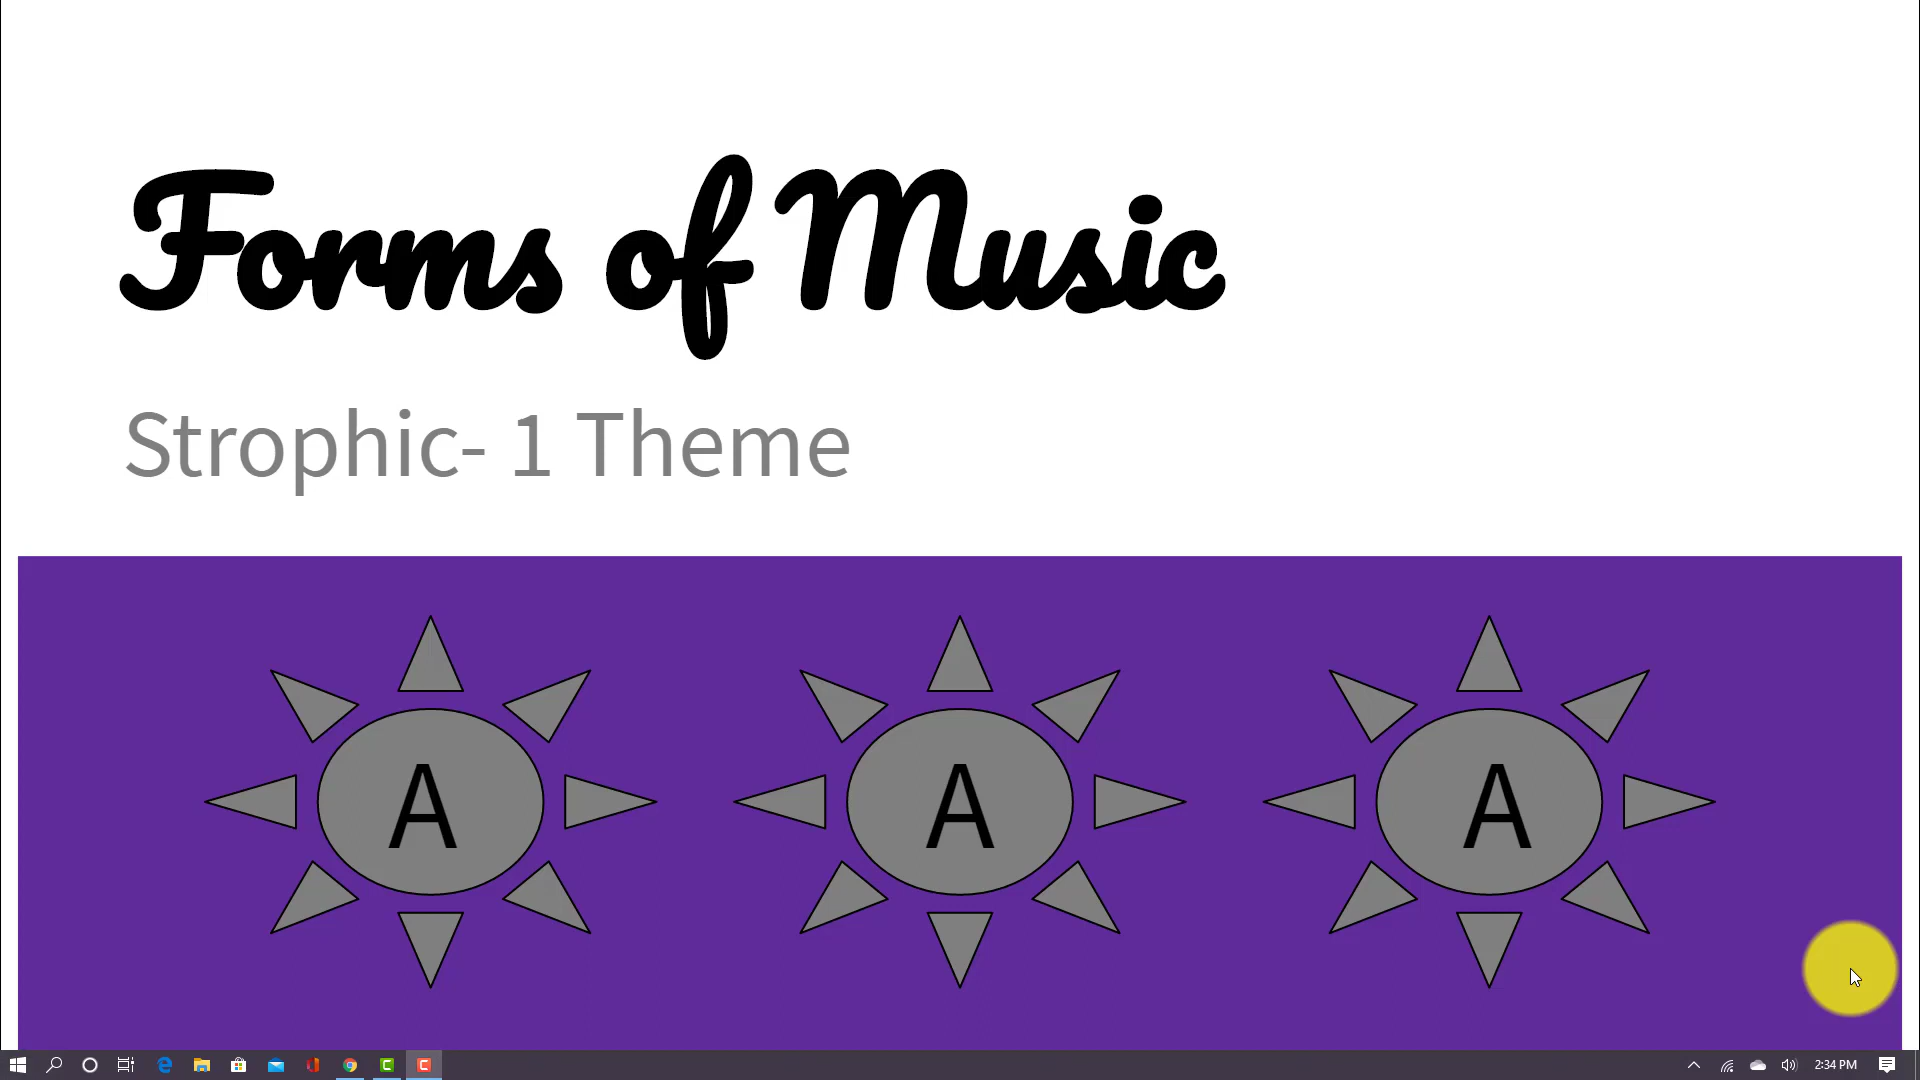 Forms of Music
Strophic- 1 Theme
A A A
2:34 PM